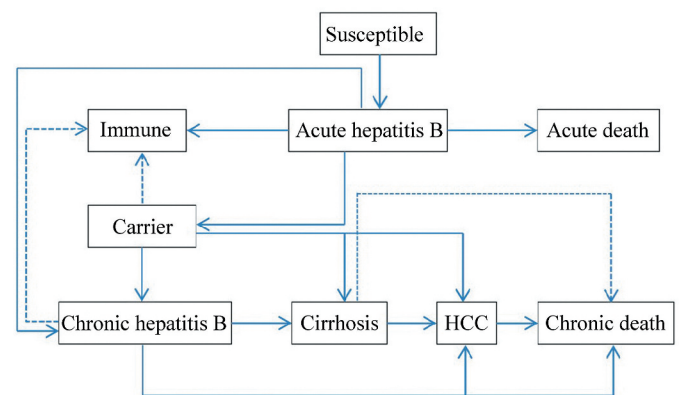 Susceptible
Immune
Acute hepatitis B
Acute death
Carrier
Chronic hepatitis B
Cirrhosis
HCC
Chronic death